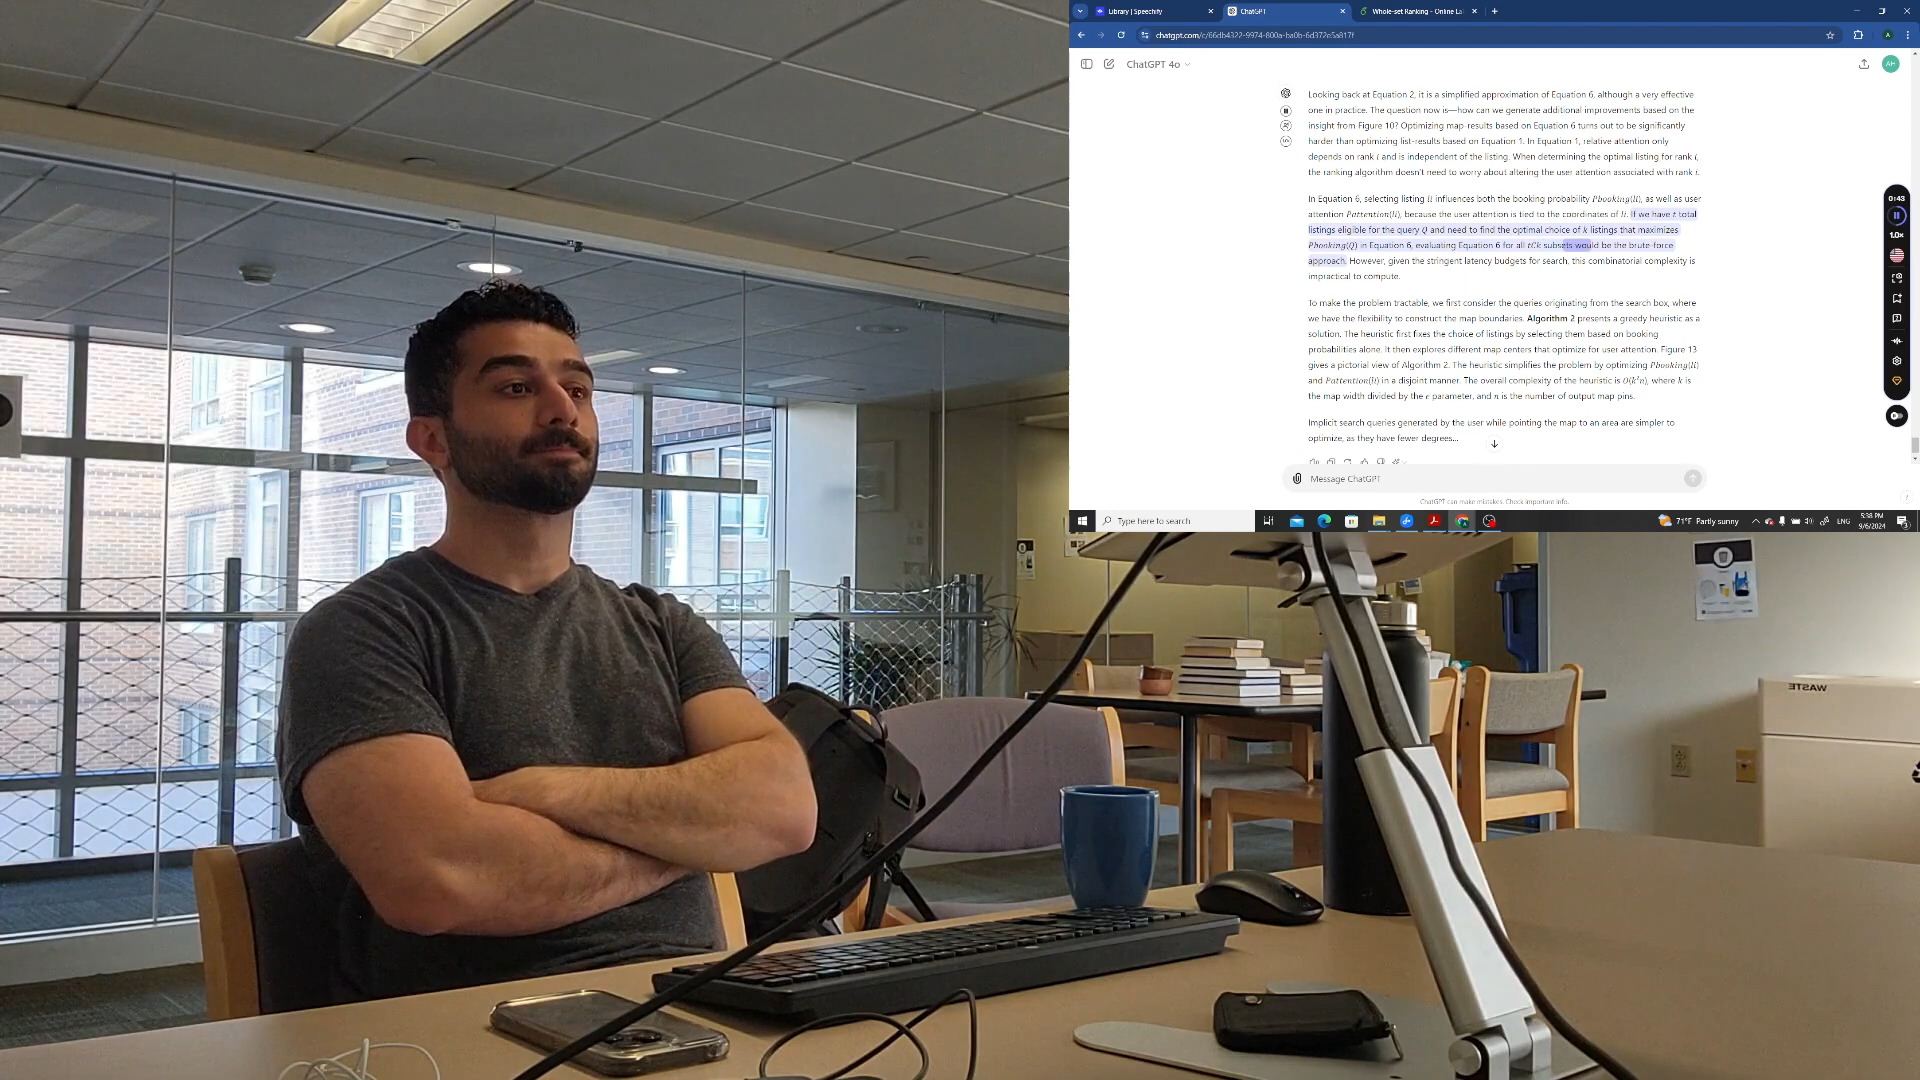 Library | Speechify
ChatGPT
Whole-set Ranking - Online La
chatgpt.com/c/66db4322-9974-800a-ba0b-6d372e5a817f
ChatGPT 4o
AH
Looking back at Equation 2, it is a simplified approximation of Equation 6, although a very effective
one in practice. The question now is—how can we generate additional improvements based on the
insight from Figure 10? Optimizing map-results based on Equation 6 turns out to be significantly
harder than optimizing list-results based on Equation 1. In Equation 1, relative attention only
depends on rank i and is independent of the listing. When determining the optimal listing for rank i,
the ranking algorithm doesn't need to worry about altering the user attention associated with rank i.
In Equation 6, selecting listing li influences both the booking probability Pbooking(li), as well as user
attention Pattention(li), because the user attention is tied to the coordinates of li. If we have t total
listings eligible for the query Q and need to find the optimal choice of k listings that maximizes
Pbooking(Q) in Equation 6, evaluating Equation 6 for all tCk subsets would be the brute-force
approach. However, given the stringent latency budgets for search, this combinatorial complexity is
impractical to compute.
To make the problem tractable, we first consider the queries originating from the search box, where
we have the flexibility to construct the map boundaries. Algorithm 2 presents a greedy heuristic as a
solution. The heuristic first fixes the choice of listings by selecting them based on booking
probabilities alone. It then explores different map centers that optimize for user attention. Figure 13
gives a pictorial view of Algorithm 2. The heuristic simplifies the problem by optimizing Pbooking(li)
and Pattention(li) in a disjoint manner. The overall complexity of the heuristic is O(k²n), where k is
the map width divided by the ϵ parameter, and n is the number of output map pins.
Implicit search queries generated by the user while pointing the map to an area are simpler to
optimize, as they have fewer degrees...
Message ChatGPT
ChatGPT can make mistakes. Check important info.
0:43
1.0x
Type here to search
71°F Partly sunny
ENG
5:38 PM
9/6/2024
WASTE